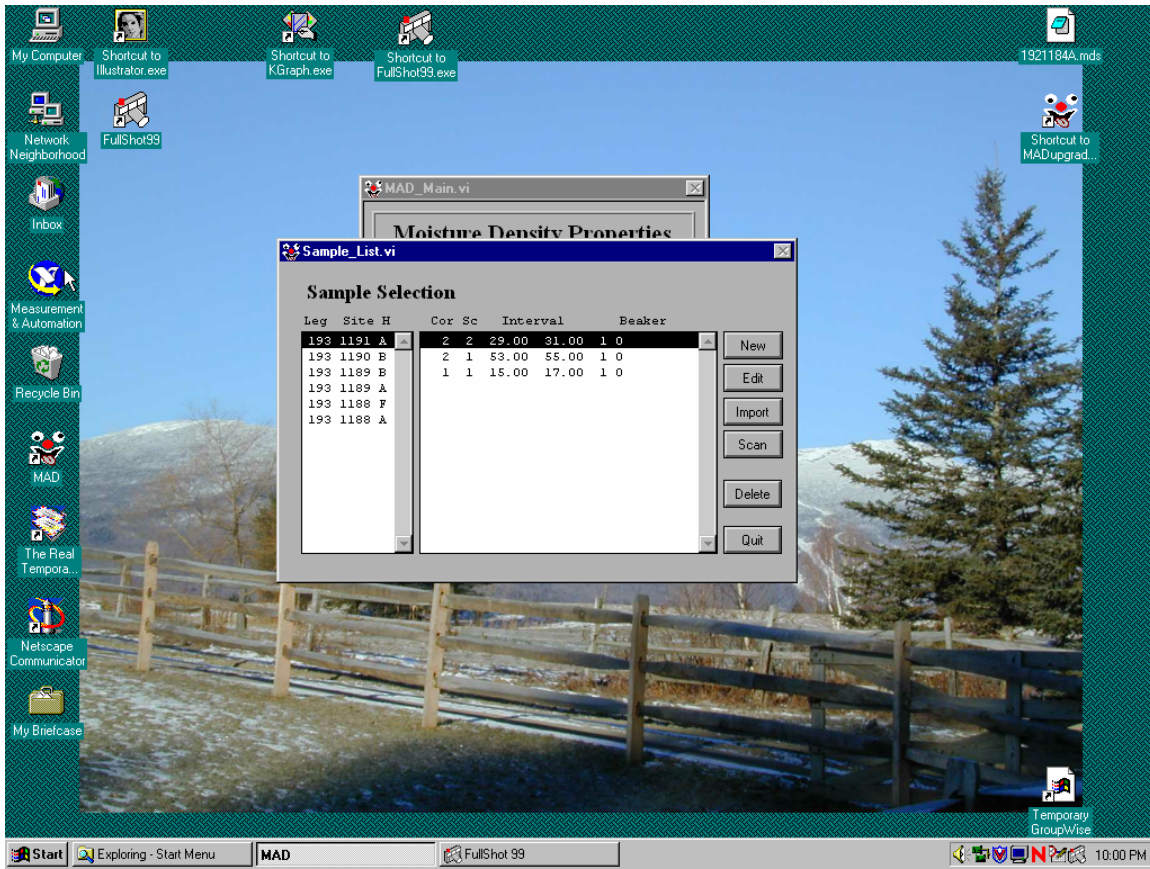 My Computer
Shortcut to
Illustrator.exe
Shortcut to
KGraph.exe
Shortcut to
FullShot99.exe
1921184A.mds
Network
Neighborhood
FullShot99
Shortcut to
MADupgrad...
Inbox
Measurement
& Automation
Recycle Bin
MAD
The Real
Tempora...
Netscape
Communicator
My Briefcase
Temporary
GroupWise
MAD_Main.vi
Moisture Density Properties
Sample_List.vi
Sample Selection
Leg Site H Cor Sc Interval Beaker
193 1191 A 2 2 29.00 31.00 1 0
193 1190 B 2 1 53.00 55.00 1 0
193 1189 B 1 1 15.00 17.00 1 0
193 1189 A
193 1188 F
193 1188 A
New
Edit
Import
Scan
Delete
Quit
Start Exploring - Start Menu MAD FullShot 99 N 10:00 PM